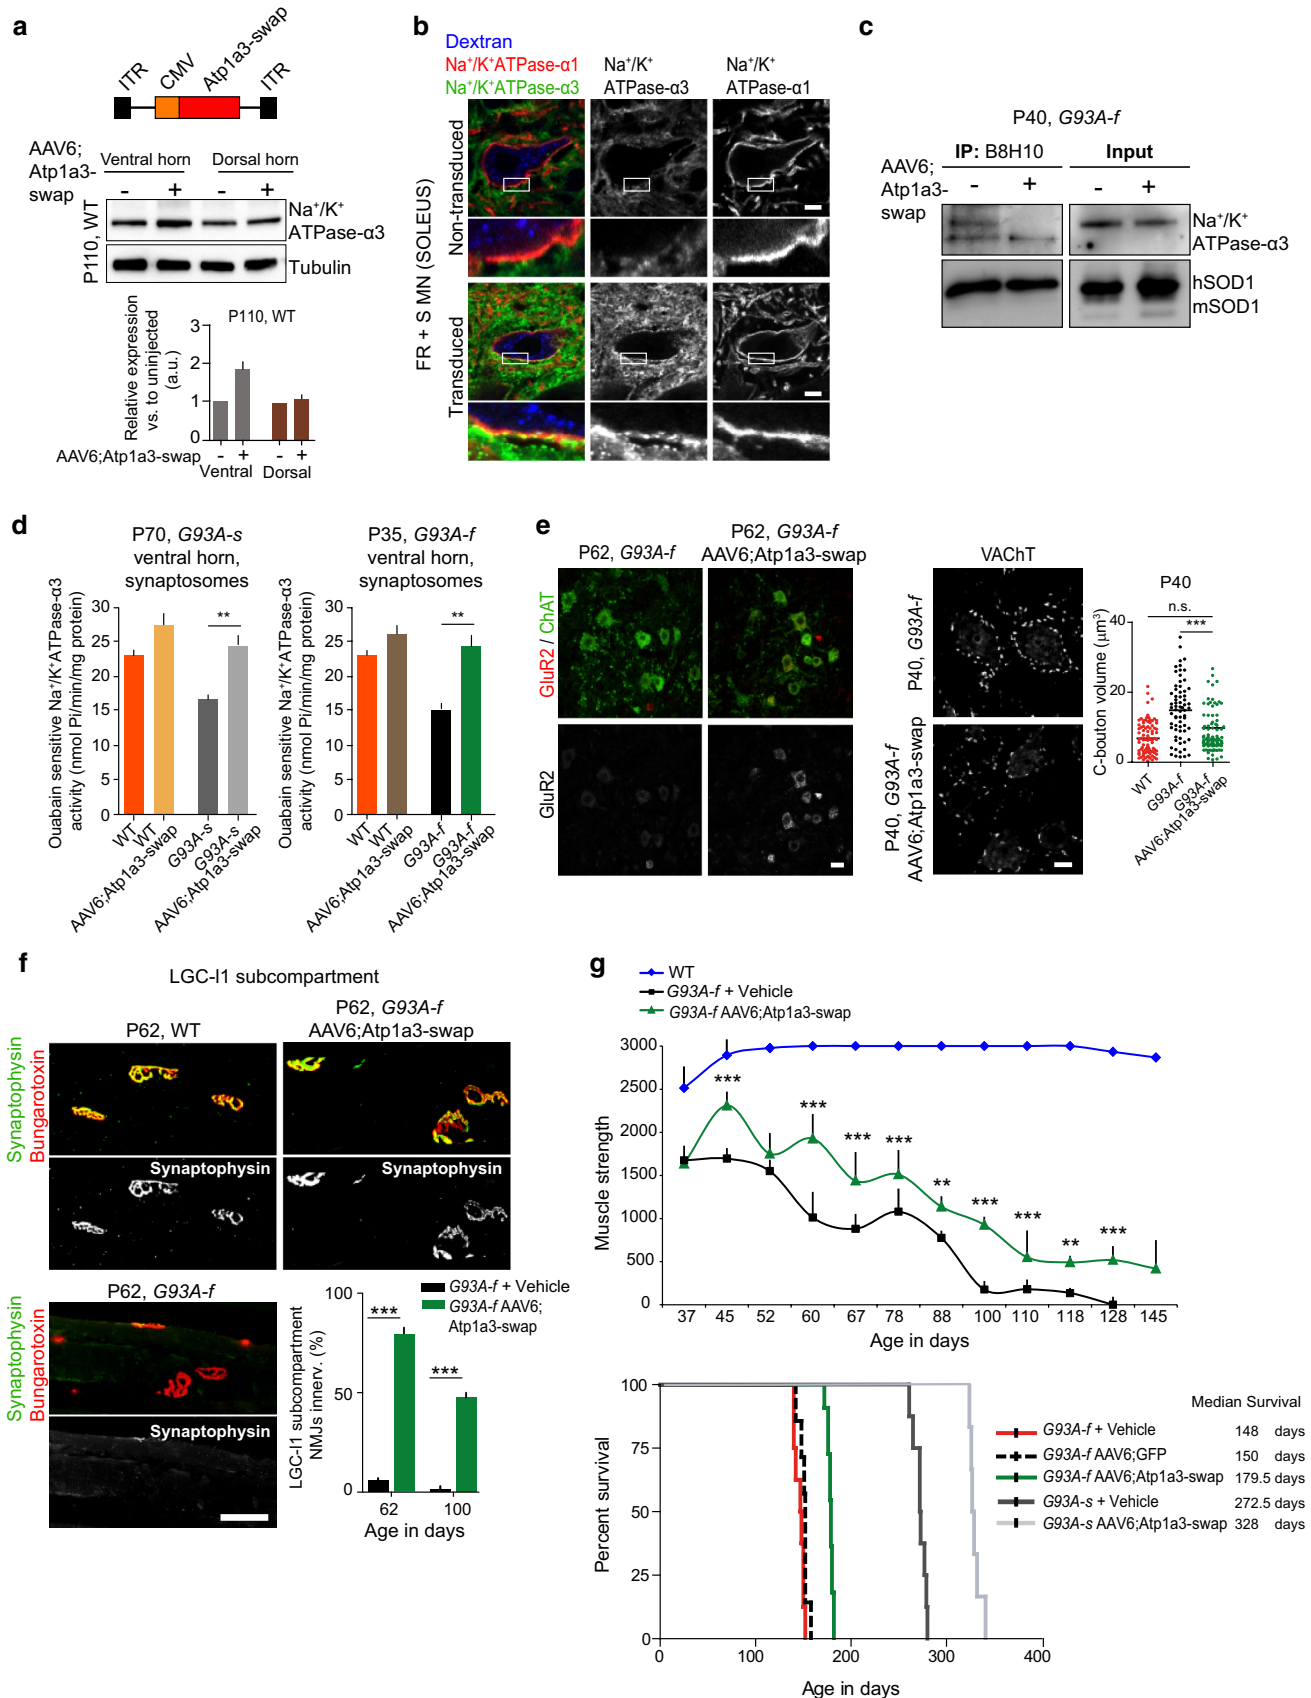 a
ITR
CMV
Atp1a3-swap
ITR
AAV6;
Atp1a3-
swap
Ventral horn
Dorsal horn
- + - +
P110, WT
Na⁺/K⁺
ATPase-α3
Tubulin
P110, WT
Relative expression
vs. to uninjected
(a.u.)
3
2
1
0
AAV6;Atp1a3-swap - + - +
Ventral Dorsal
b
Dextran
Na⁺/K⁺ATPase-α1
Na⁺/K⁺ATPase-α3
Na⁺/K⁺
ATPase-α3
Na⁺/K⁺
ATPase-α1
FR + S MN (SOLEUS)
Non-transduced
Transduced
c
P40, G93A-f
IP: B8H10
Input
AAV6;
Atp1a3-
swap
- + - +
Na⁺/K⁺
ATPase-α3
hSOD1
mSOD1
d
P70, G93A-s
ventral horn,
synaptosomes
Ouabain sensitive Na⁺/K⁺ATPase-α3
activity (nmol Pi/min/mg protein)
30
25
20
15
10
25
5
0
**
WT
WT
AAV6;Atp1a3-swap
G93A-s
G93A-s
AAV6;Atp1a3-swap
P35, G93A-f
ventral horn,
synaptosomes
Ouabain sensitive Na⁺/K⁺ATPase-α3
activity (nmol Pi/min/mg protein)
30
25
20
15
10
25
5
0
**
WT
WT
AAV6;Atp1a3-swap
G93A-f
G93A-f
AAV6;Atp1a3-swap
e
P62, G93A-f
P62, G93A-f
AAV6;Atp1a3-swap
GluR2 / ChAT
GluR2
VAChT
P40, G93A-f
P40, G93A-f
AAV6;Atp1a3-swap
P40
n.s.
***
C-bouton volume (µm³)
40
20
0
WT
G93A-f
G93A-f
AAV6;Atp1a3-swap
f
LGC-l1 subcompartment
P62, WT
P62, G93A-f
AAV6;Atp1a3-swap
Synaptophysin
Bungarotoxin
Synaptophysin
Synaptophysin
P62, G93A-f
Synaptophysin
Bungarotoxin
Synaptophysin
G93A-f + Vehicle
G93A-f AAV6;
Atp1a3-swap
LGC-l1 subcompartment
NMJs innerv. (%)
100
50
0
***
***
62 100
Age in days
g
WT
G93A-f + Vehicle
G93A-f AAV6;Atp1a3-swap
Muscle strength
3000
2500
2000
1500
1000
500
0
*** *** *** *** ** *** *** ** ***
37 45 52 60 67 78 88 100 110 118 128 145
Age in days
Percent survival
100
75
50
25
0
0 100 200 300 400
Age in days
Median Survival
G93A-f + Vehicle 148 days
G93A-f AAV6;GFP 150 days
G93A-f AAV6;Atp1a3-swap 179.5 days
G93A-s + Vehicle 272.5 days
G93A-s AAV6;Atp1a3-swap 328 days